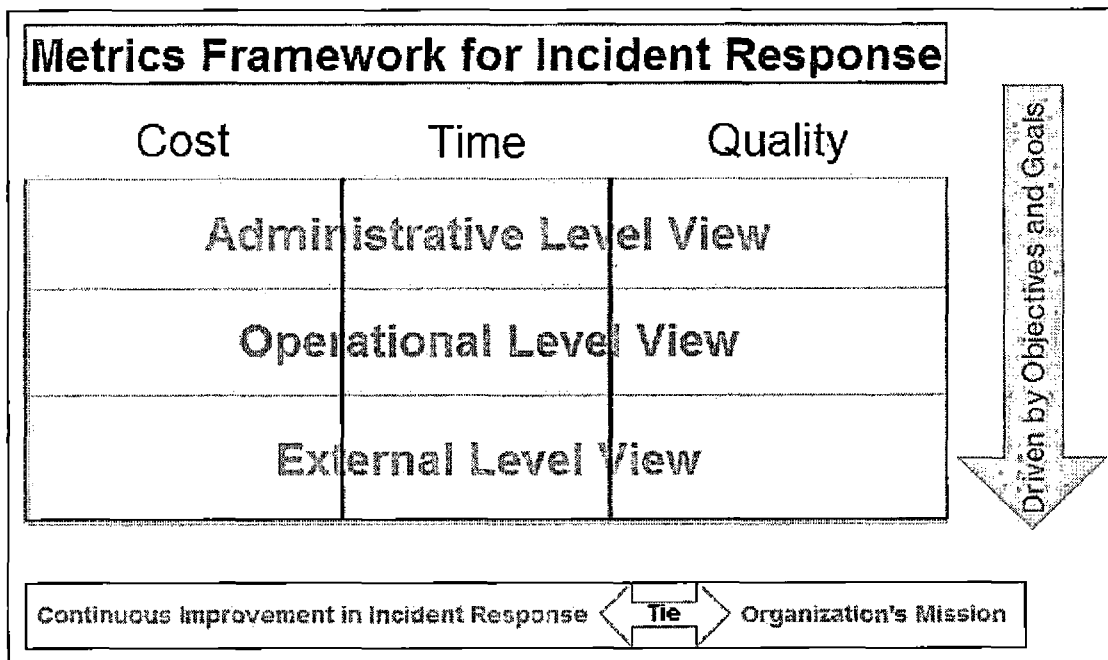 Metrics Framework for Incident Response
Cost Time Quality
Administrative Level View
Operational Level View
External Level View
Driven by Objectives and Goals
Continuous Improvement in Incident Response Tie Organization's Mission